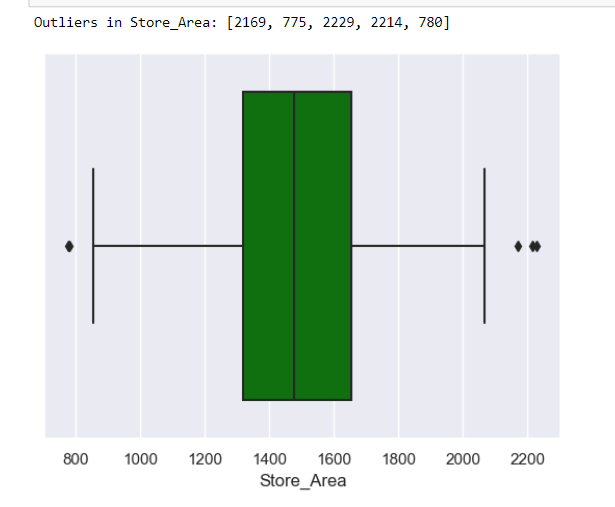 Outliers in Store_Area: [2169, 775, 2229, 2214, 780]
800 1000 1200 1400 1600 1800 2000 2200
Store_Area